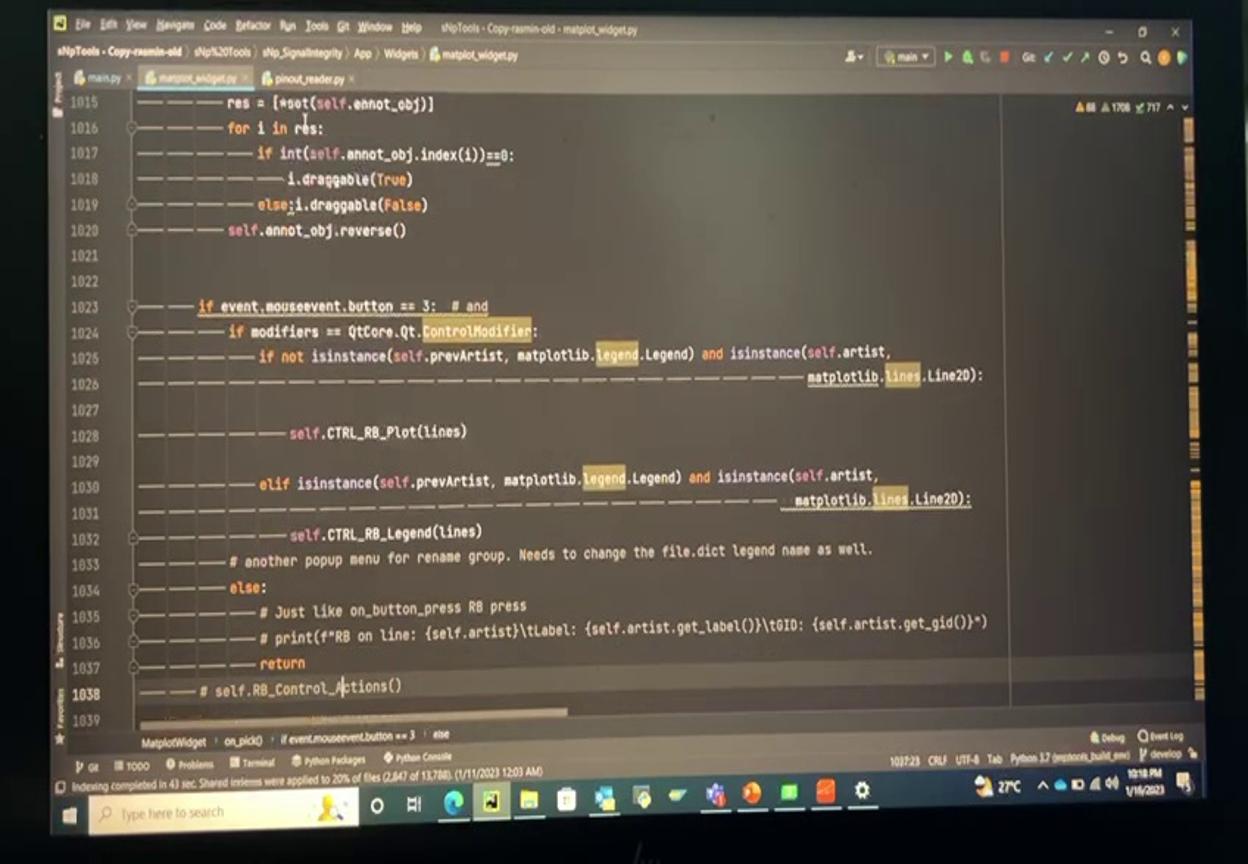 File Edit View Navigate Code Refactor Run Tools Git Window Help sNpTools - Copy-rasmin-old - matplot_widget.py
sNpTools - Copy-rasmin-old sNp%20Tools sNp_SignalIntegrity App Widgets matplot_widget.py main Git:
main.py matplot_widget.py pinout_reader.py
Project
1015 res = [*set(self.annot_obj)] 88 1708 717
1016 for i in res:
1017 if int(self.annot_obj.index(i))==0:
1018 i.draggable(True)
1019 else:i.draggable(False)
1020 self.annot_obj.reverse()
1021
1022
1023 if event.mouseevent.button == 3: # and
1024 if modifiers == QtCore.Qt.ControlModifier:
1025 if not isinstance(self.prevArtist, matplotlib.legend.Legend) and isinstance(self.artist,
1026 matplotlib.lines.Line2D):
1027
1028 self.CTRL_RB_Plot(lines)
1029
1030 elif isinstance(self.prevArtist, matplotlib.legend.Legend) and isinstance(self.artist,
1031 matplotlib.lines.Line2D):
1032 self.CTRL_RB_Legend(lines)
1033 # another popup menu for rename group. Needs to change the file.dict legend name as well.
1034 else:
1035 # Just like on_button_press RB press
1036 # print(f"RB on line: {self.artist}\tLabel: {self.artist.get_label()}\tGID: {self.artist.get_gid()}")
1037 return
1038 # self.RB_Control_Actions()
1039
Structure
Favorites
MatplotWidget on_pick() if event.mouseevent.button == 3 else
Git TODO Problems Terminal Python Packages Python Console Debug Event Log
Indexing completed in 43 sec. Shared indexes were applied to 20% of files (2,847 of 13,788). (1/11/2023 12:03 AM) 1037:23 CRLF UTF-8 Tab Python 3.7 develop
Type here to search 27°C 10:18 PM
1/16/2023